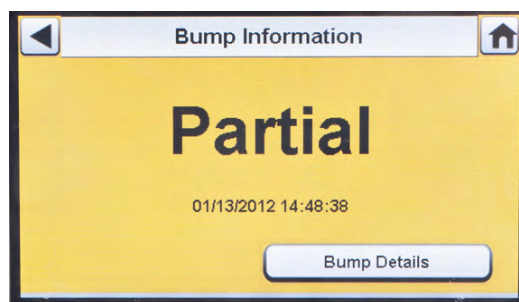 Bump Information
Partial
01/13/2012 14:48:38
Bump Details